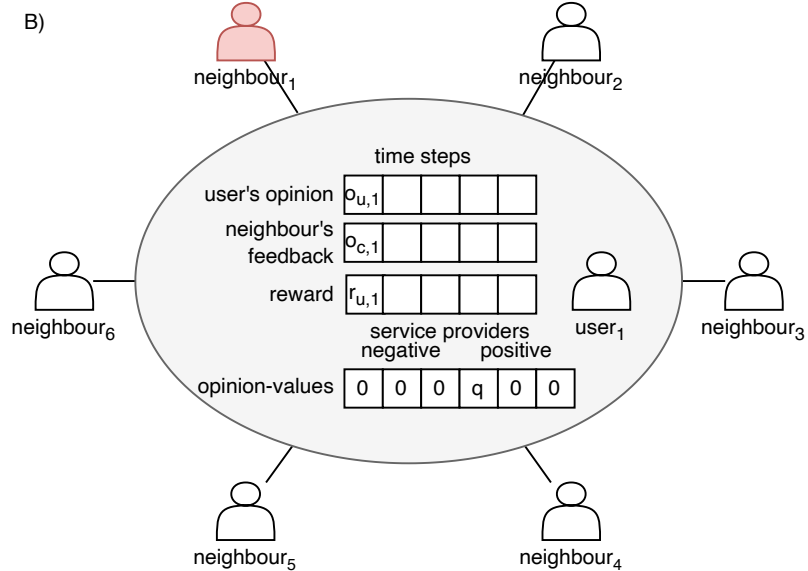 B)
neighbour₁
neighbour₂
time steps
user's opinion oᵤ,₁
neighbour's
feedback o_c,₁
reward rᵤ,₁
user₁
neighbour₆
neighbour₃
service providers
negative positive
opinion-values 0 0 0 q 0 0
neighbour₅
neighbour₄